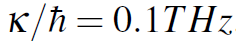 κ/ħ = 0.1THz